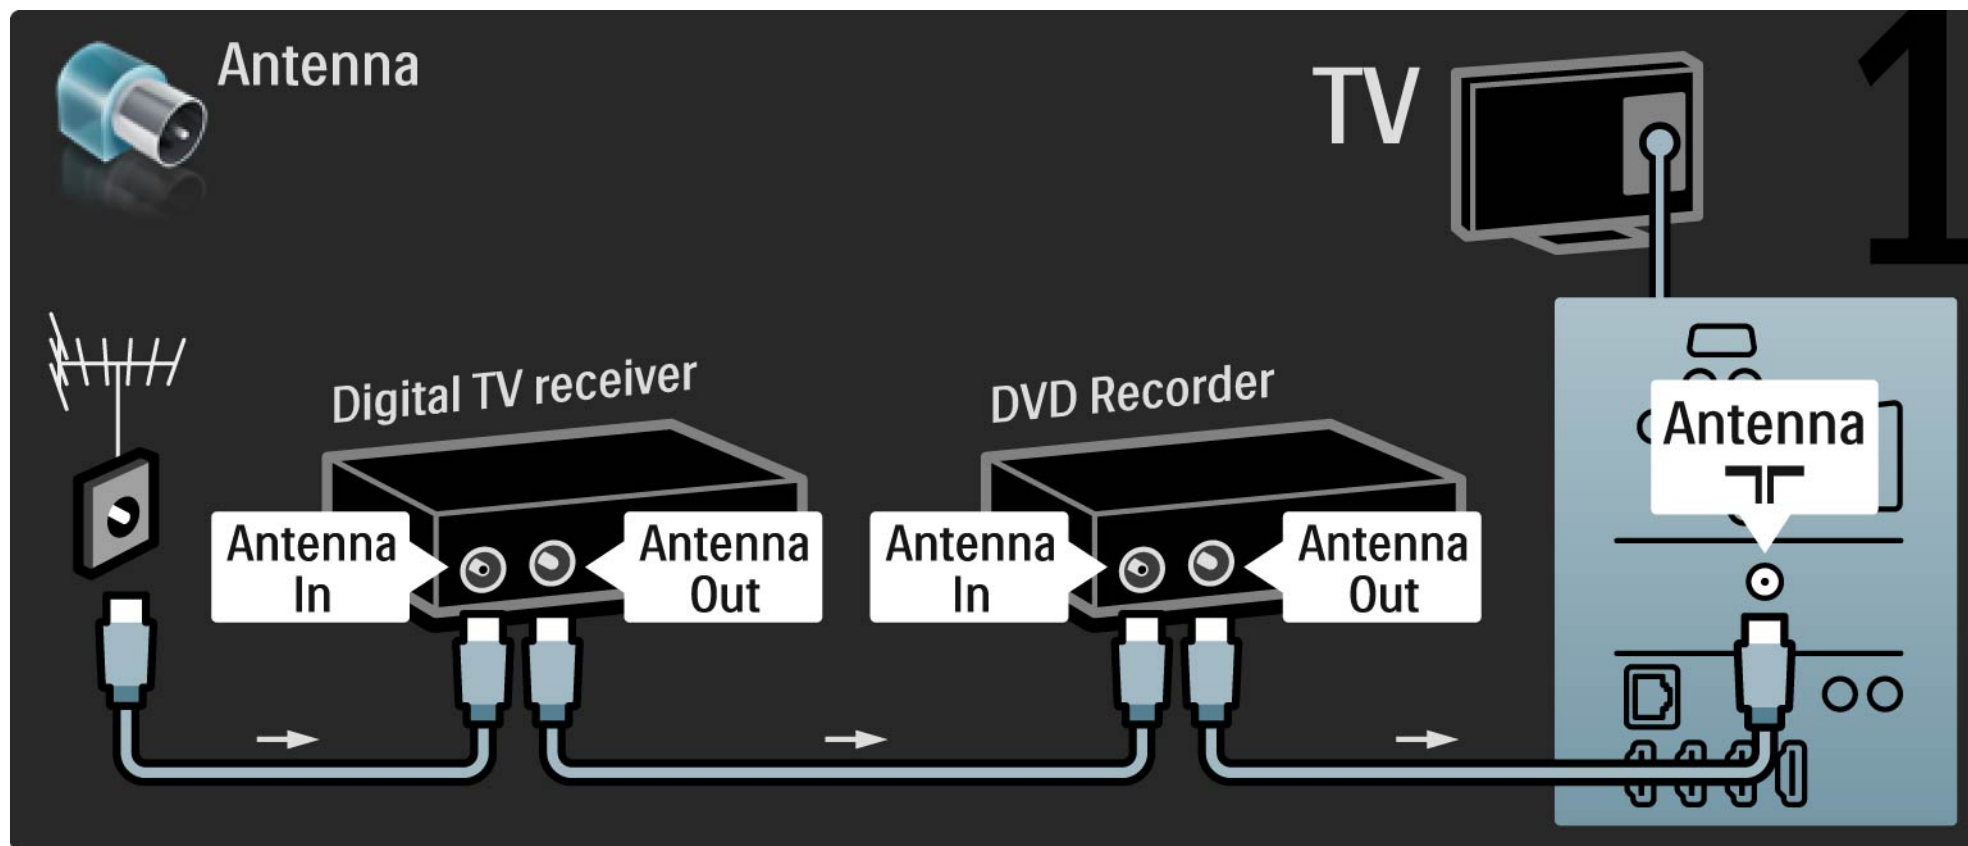 Antenna
TV
1
Digital TV receiver
DVD Recorder
Antenna
Antenna
In
Antenna
Out
Antenna
In
Antenna
Out